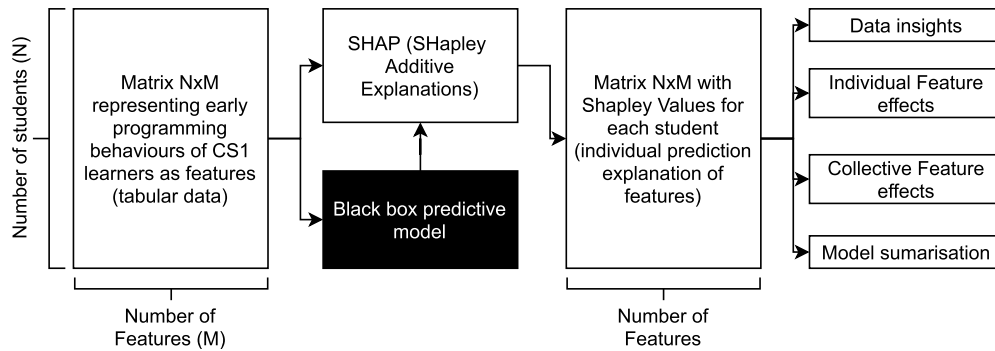 Number of students (N)
Matrix NxM
representing early
programming
behaviours of CS1
learners as features
(tabular data)
Number of
Features (M)
SHAP (SHapley
Additive
Explanations)
Black box predictive
model
Matrix NxM with
Shapley Values for
each student
(individual prediction
explanation of
features)
Number of
Features
Data insights
Individual Feature
effects
Collective Feature
effects
Model sumarisation